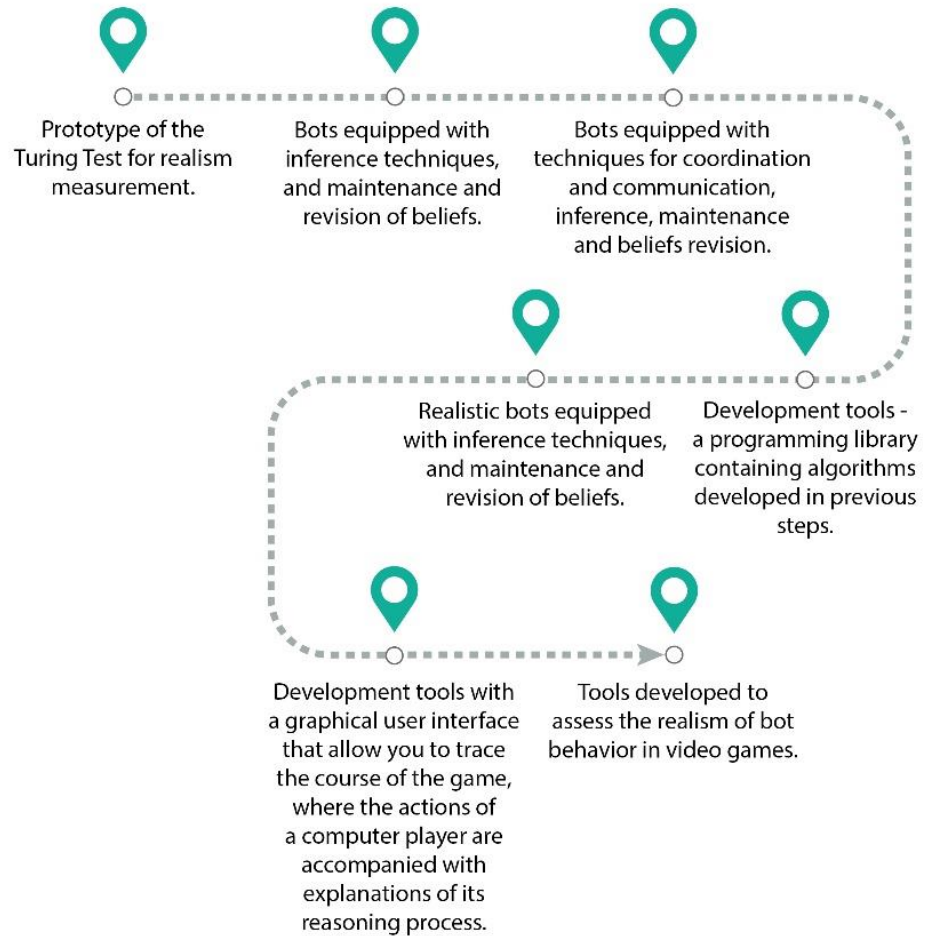 Prototype of the
Turing Test for realism
measurement.
Bots equipped with
inference techniques,
and maintenance and
revision of beliefs.
Bots equipped with
techniques for coordination
and communication,
inference, maintenance
and beliefs revision.
Development tools -
a programming library
containing algorithms
developed in previous
steps.
Realistic bots equipped
with inference techniques,
and maintenance and
revision of beliefs.
Development tools with
a graphical user interface
that allow you to trace
the course of the game,
where the actions of
a computer player are
accompanied with
explanations of its
reasoning process.
Tools developed to
assess the realism of bot
behavior in video games.